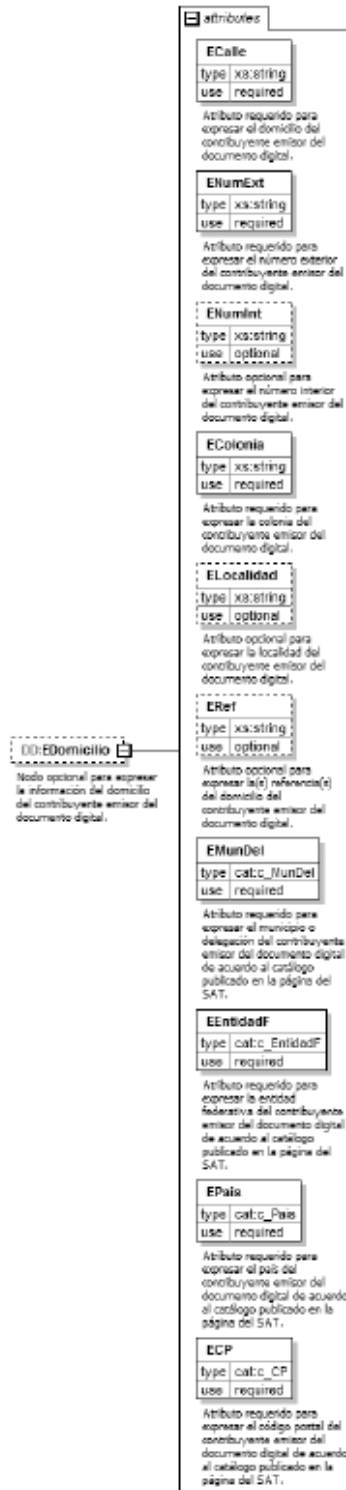 attributes
ECalle
type xs:string
use required
Atributo requerido para
expresar el domicilio del
contribuyente emisor del
documento digital.
ENumExt
type xs:string
use required
Atributo requerido para
expresar el número exterior
del contribuyente emisor del
documento digital.
ENumInt
type xs:string
use optional
Atributo opcional para
expresar el número interior
del contribuyente emisor del
documento digital.
EColonia
type xs:string
use required
Atributo requerido para
expresar la colonia del
contribuyente emisor del
documento digital.
ELocalidad
type xs:string
use optional
Atributo opcional para
expresar la localidad del
contribuyente emisor del
documento digital.
ERef
type xs:string
use optional
Atributo opcional para
expresar la(s) referencia(s)
del domicilio del
contribuyente emisor del
documento digital.
DD:EDomicilio
Nodo opcional para expresar
la información del domicilio
del contribuyente emisor del
documento digital.
EMunDel
type cat:c_MunDel
use required
Atributo requerido para
expresar el municipio o
delegación del contribuyente
emisor del documento digital
de acuerdo al catálogo
publicado en la página del
SAT.
EEntidadF
type cat:c_EntidadF
use required
Atributo requerido para
expresar la entidad
federativa del contribuyente
emisor del documento digital
de acuerdo al catálogo
publicado en la página del
SAT.
EPais
type cat:c_Pais
use required
Atributo requerido para
expresar el país del
contribuyente emisor del
documento digital de acuerdo
al catálogo publicado en la
página del SAT.
ECP
type cat:c_CP
use required
Atributo requerido para
expresar el código postal del
contribuyente emisor del
documento digital de acuerdo
al catálogo publicado en la
página del SAT.